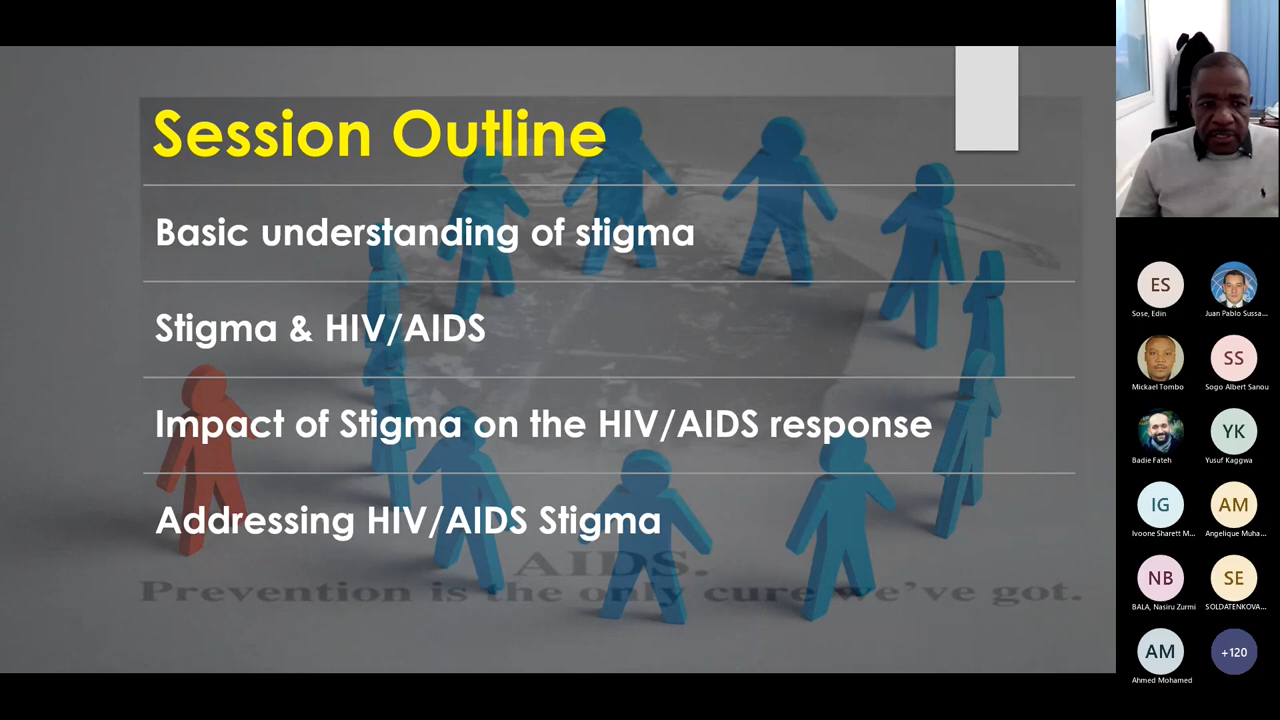 Session Outline
Basic understanding of stigma
Stigma & HIV/AIDS
Impact of Stigma on the HIV/AIDS response
Addressing HIV/AIDS Stigma
AIDS.
Prevention is the only cure we've got.
ES
Sose, Edin
Juan Pablo Sussa...
Mickael Tombo
SS
Sogo Albert Sanou
Badie Fateh
YK
Yusuf Kaggwa
IG
Ivoone Sharett M...
AM
Angelique Muha...
NB
BALA, Nasiru Zurmi
SE
SOLDATENKOVA...
AM
Ahmed Mohamed
+120